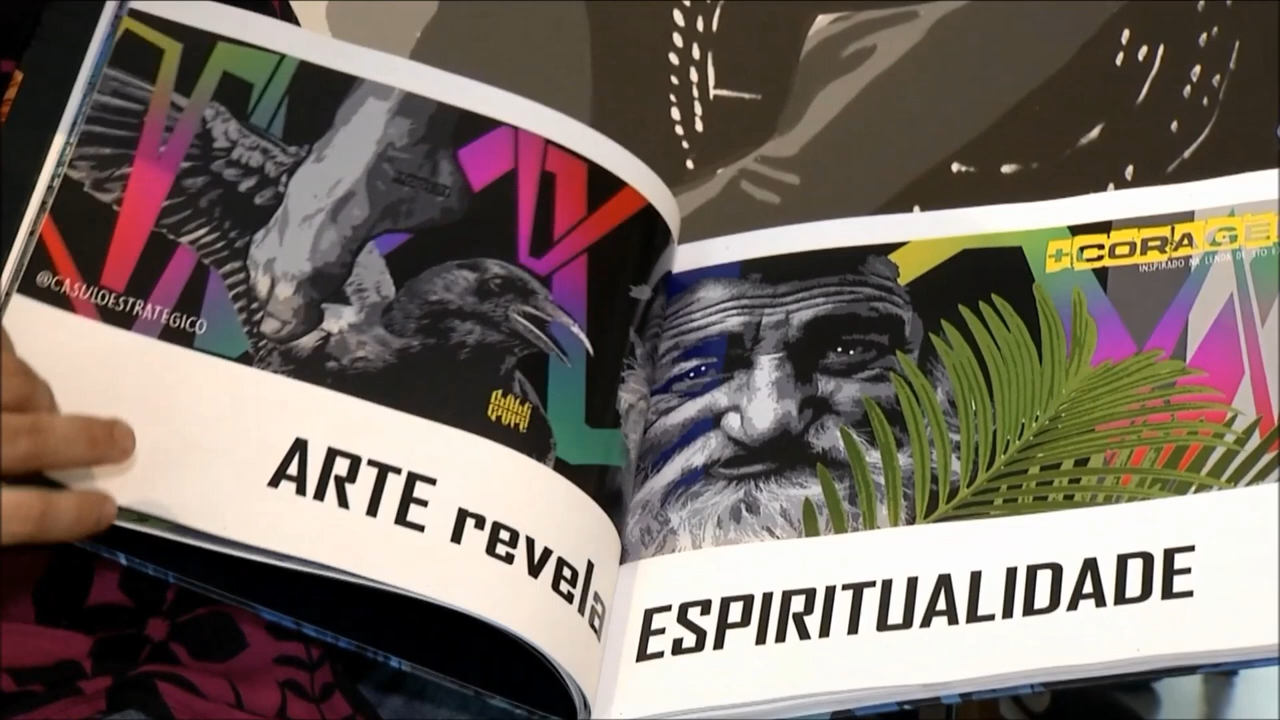 @CASULOESTRATEGICO
ARTE revela
+CORAGE
INSPIRADO NA LENDA DE
ESPIRITUALIDADE